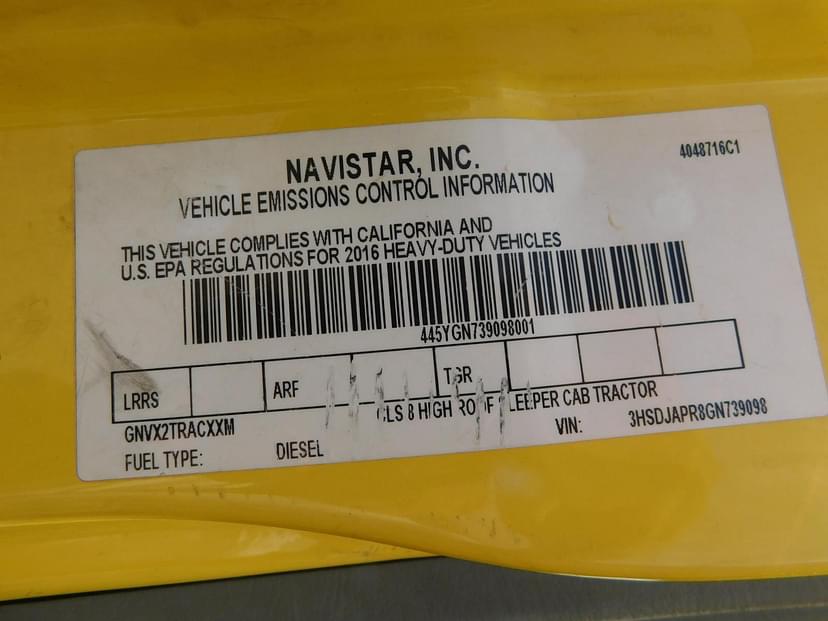 NAVISTAR, INC.
4048716C1
VEHICLE EMISSIONS CONTROL INFORMATION
THIS VEHICLE COMPLIES WITH CALIFORNIA AND
U.S. EPA REGULATIONS FOR 2016 HEAVY-DUTY VEHICLES
445YGN739098001
LRRS ARF TGR
GNVX2TRACXXM CLS 8 HIGH ROOF SLEEPER CAB TRACTOR
FUEL TYPE: DIESEL VIN: 3HSDJAPR8GN739098